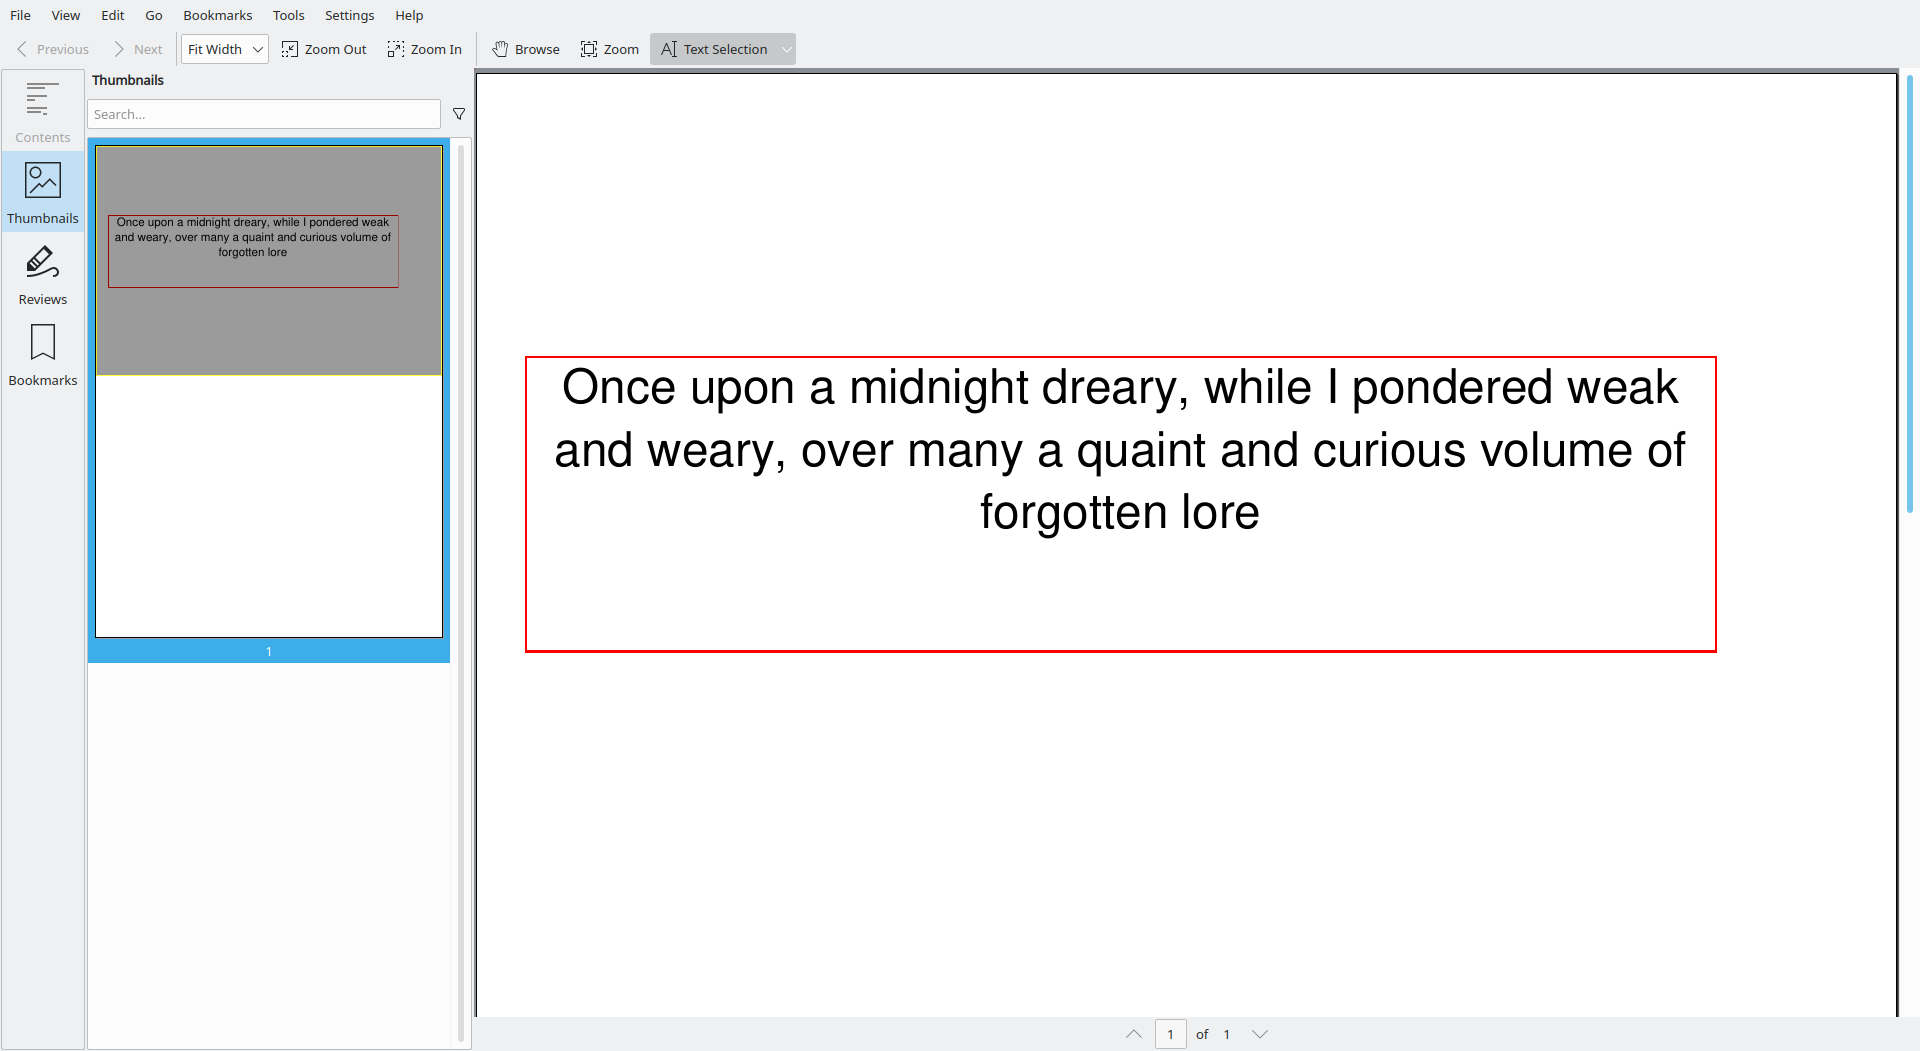 File View Edit Go Bookmarks Tools Settings Help
Previous Next Fit Width Zoom Out Zoom In Browse Zoom Text Selection
Contents
Thumbnails
Reviews
Bookmarks
Thumbnails
Search...
Once upon a midnight dreary, while I pondered weak
and weary, over many a quaint and curious volume of
forgotten lore
1
Once upon a midnight dreary, while I pondered weak
and weary, over many a quaint and curious volume of
forgotten lore
1 of 1